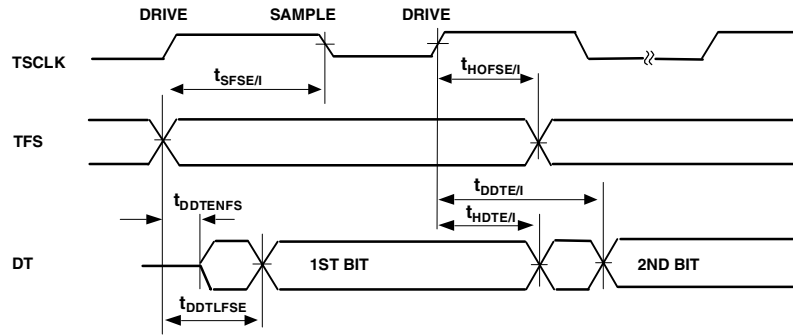 DRIVE SAMPLE DRIVE
TSCLK
tSFSE/I tHOFSE/I
TFS
tDDTE/I
tDDTENFS tHDTE/I
DT 1ST BIT 2ND BIT
tDDTLFSE